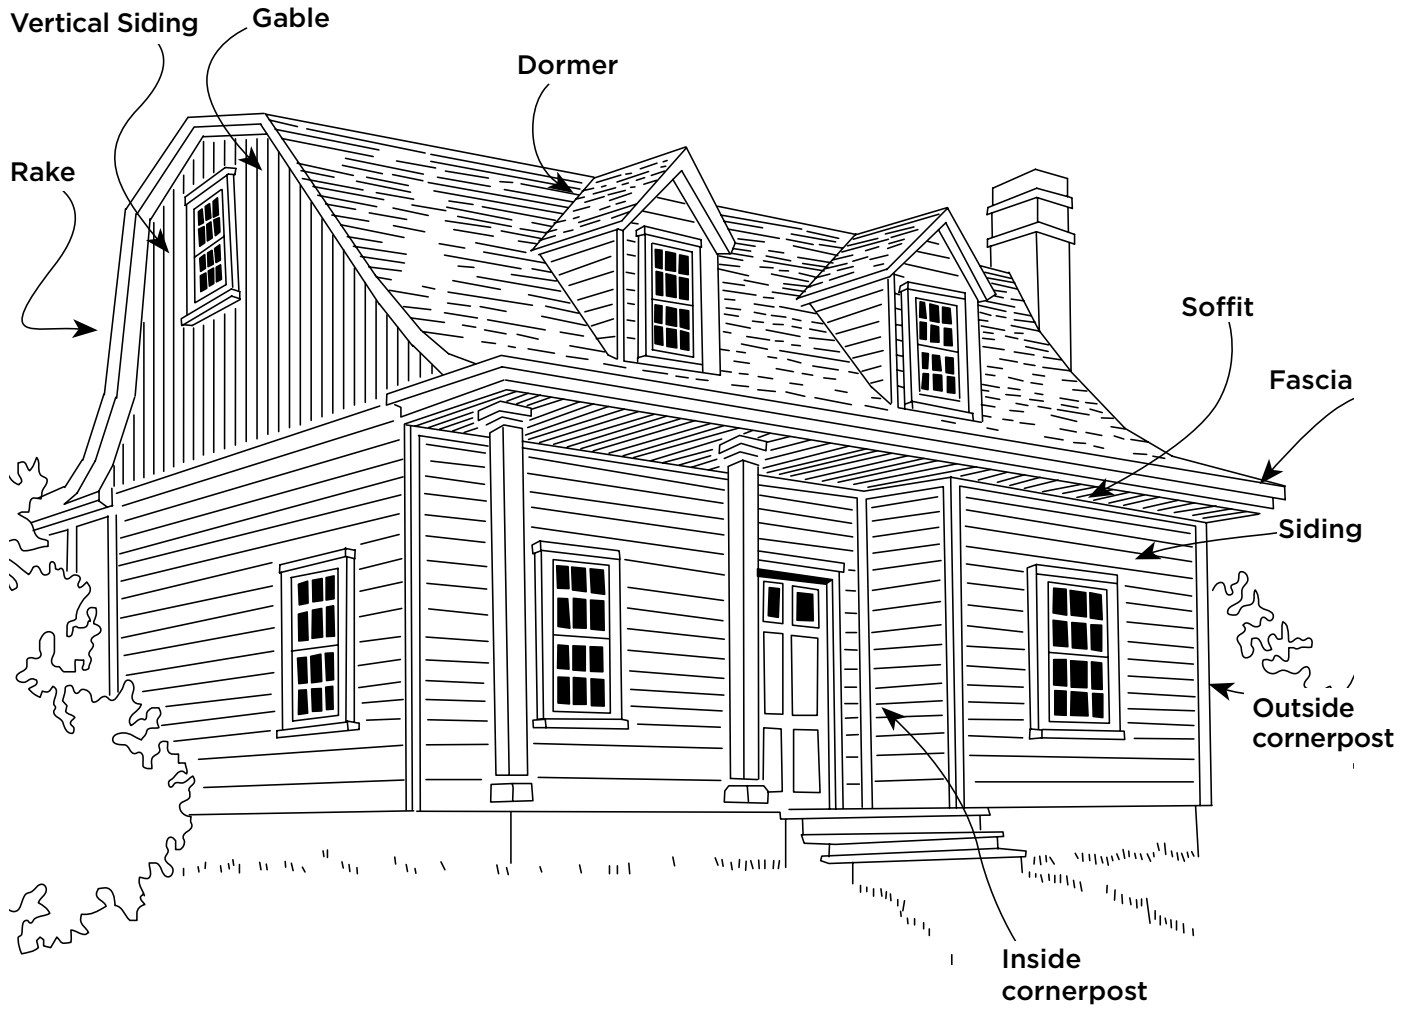 Vertical Siding
Gable
Dormer
Rake
Soffit
Fascia
Siding
Outside
cornerpost
Inside
cornerpost